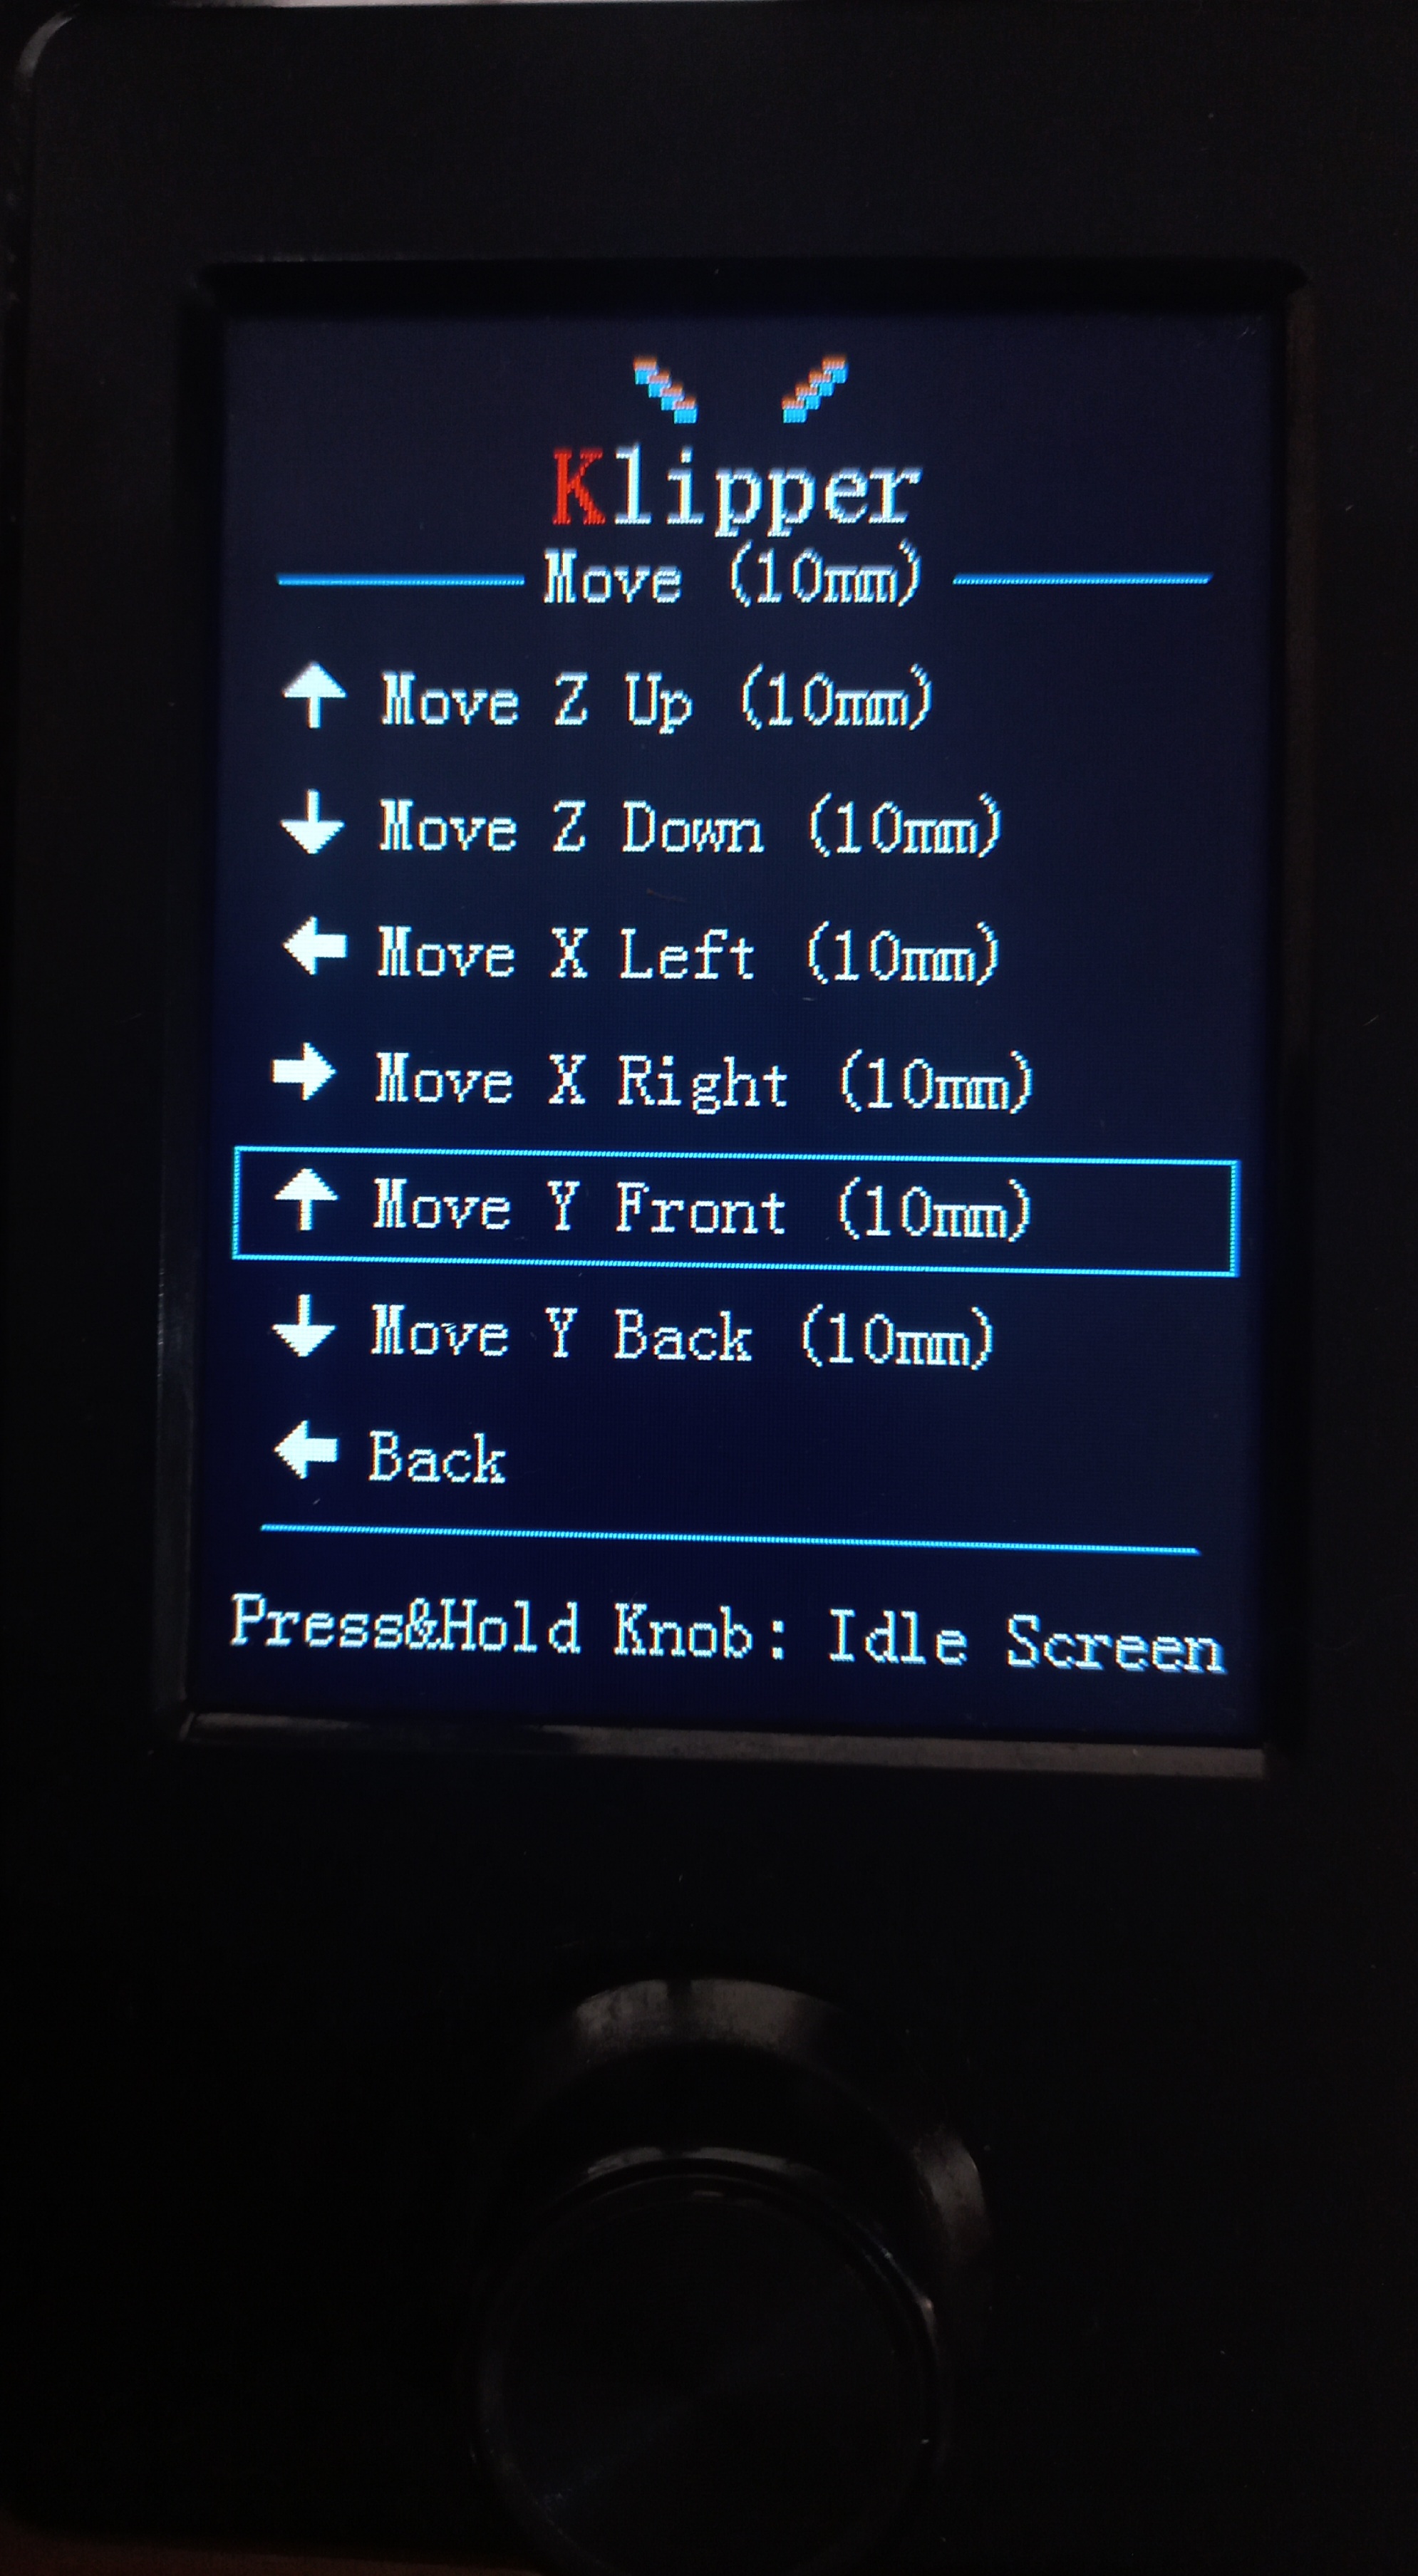 Klipper
Move (10mm)
Move Z Up (10mm)
Move Z Down (10mm)
Move X Left (10mm)
Move X Right (10mm)
Move Y Front (10mm)
Move Y Back (10mm)
Back
Press&Hold Knob: Idle Screen